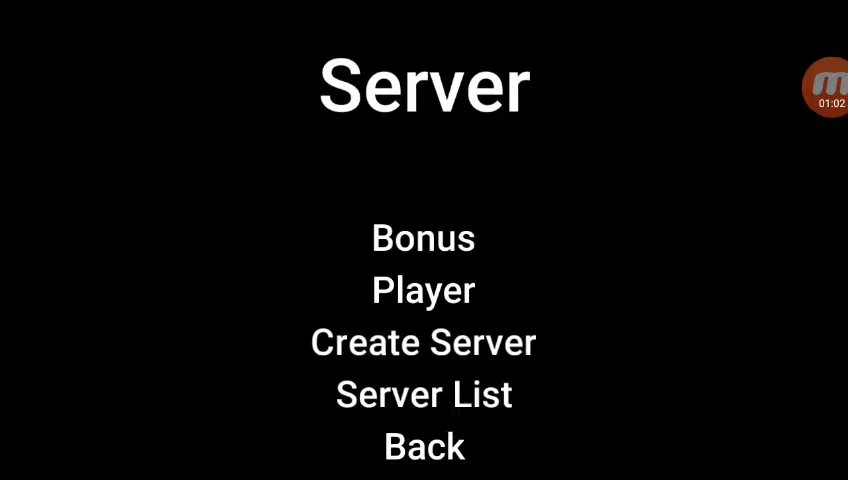 Server
01:02
Bonus
Player
Create Server
Server List
Back